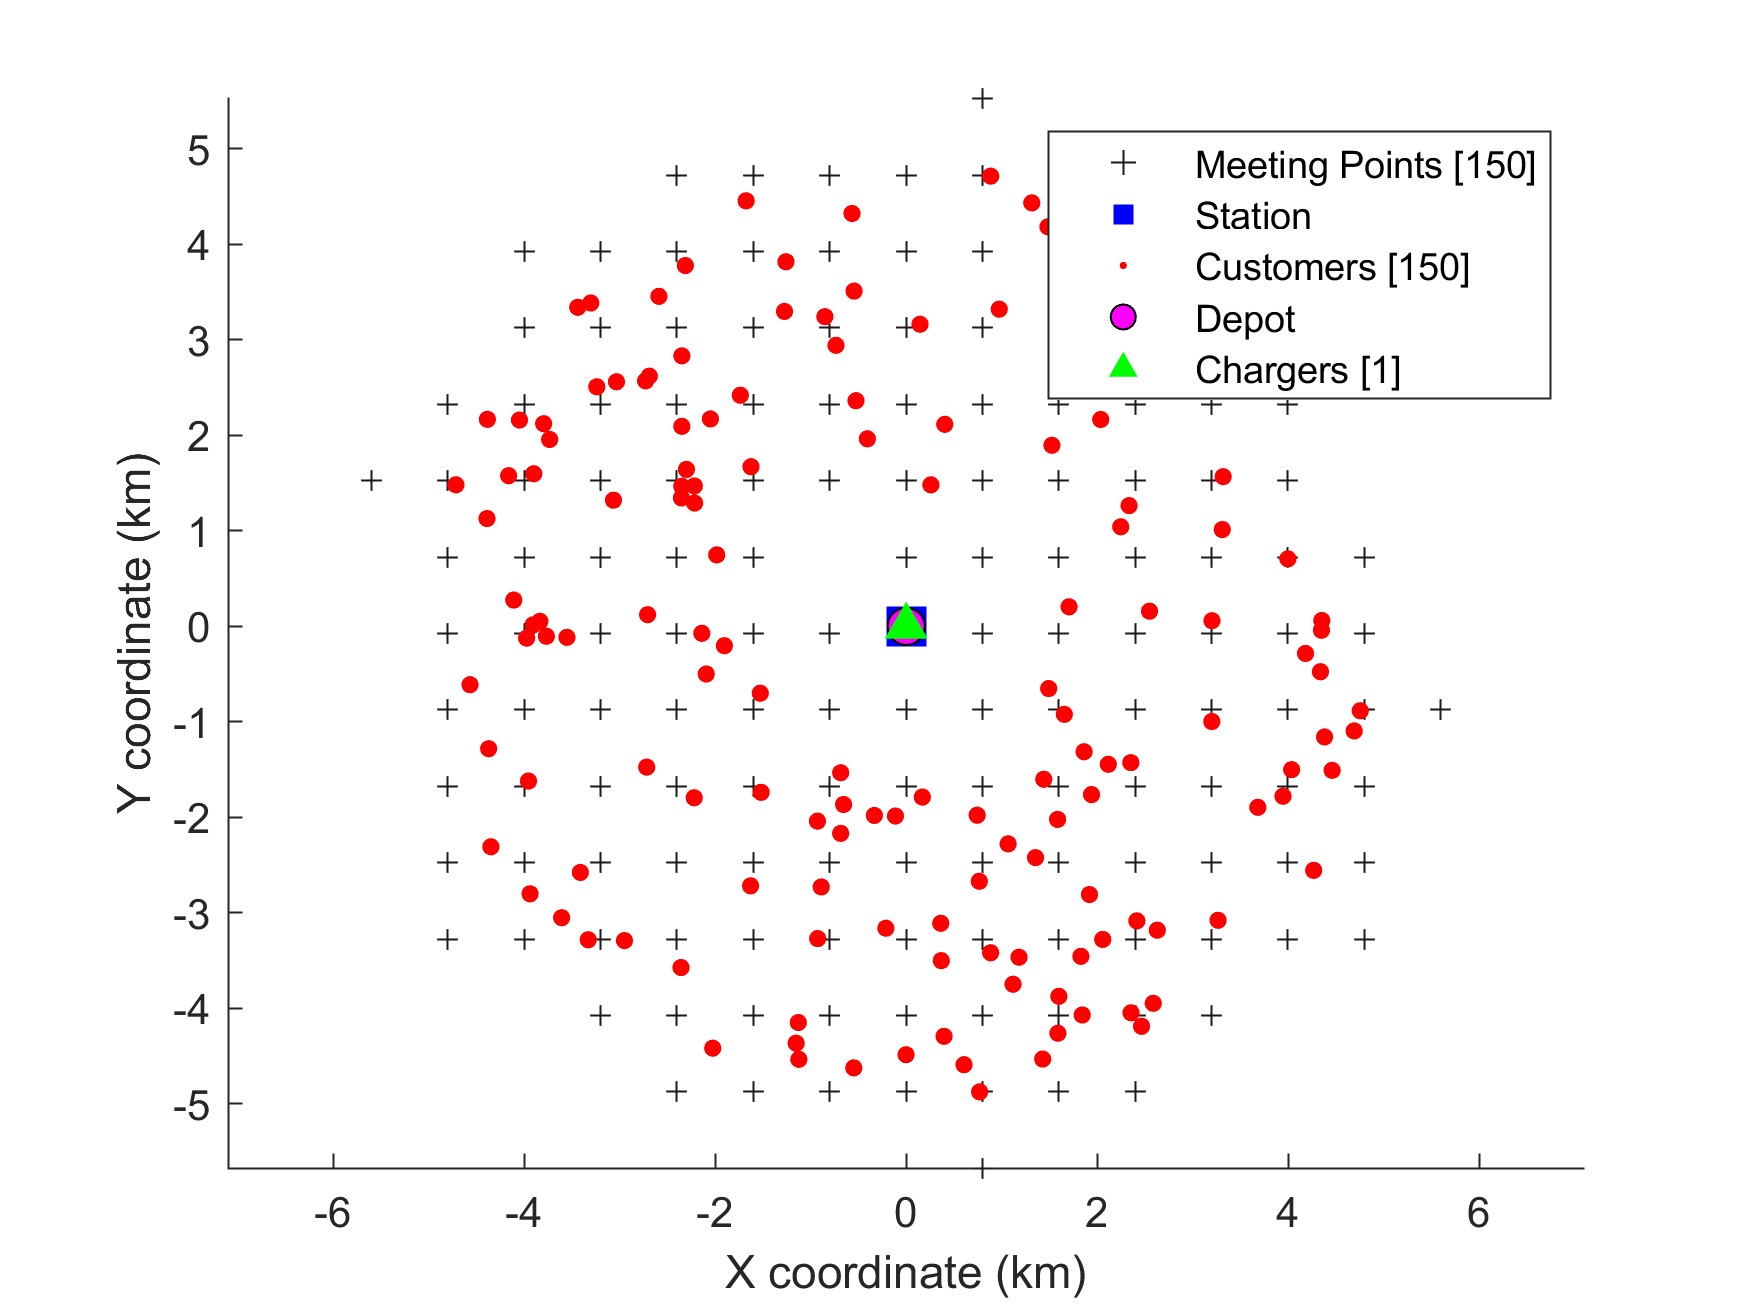 Meeting Points [150]
Station
Customers [150]
Depot
Chargers [1]
5
4
3
2
1
0
-1
-2
-3
-4
-5
Y coordinate (km)
-6 -4 -2 0 2 4 6
X coordinate (km)